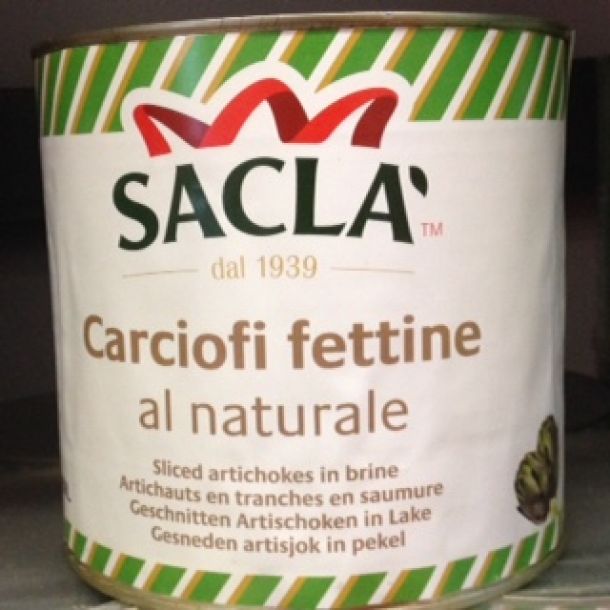 SACLÀ TM
dal 1939
Carciofi fettine
al naturale
Sliced artichokes in brine
Artichauts en tranches en saumure
Geschnitten Artischoken in Lake
Gesneden artisjok in pekel